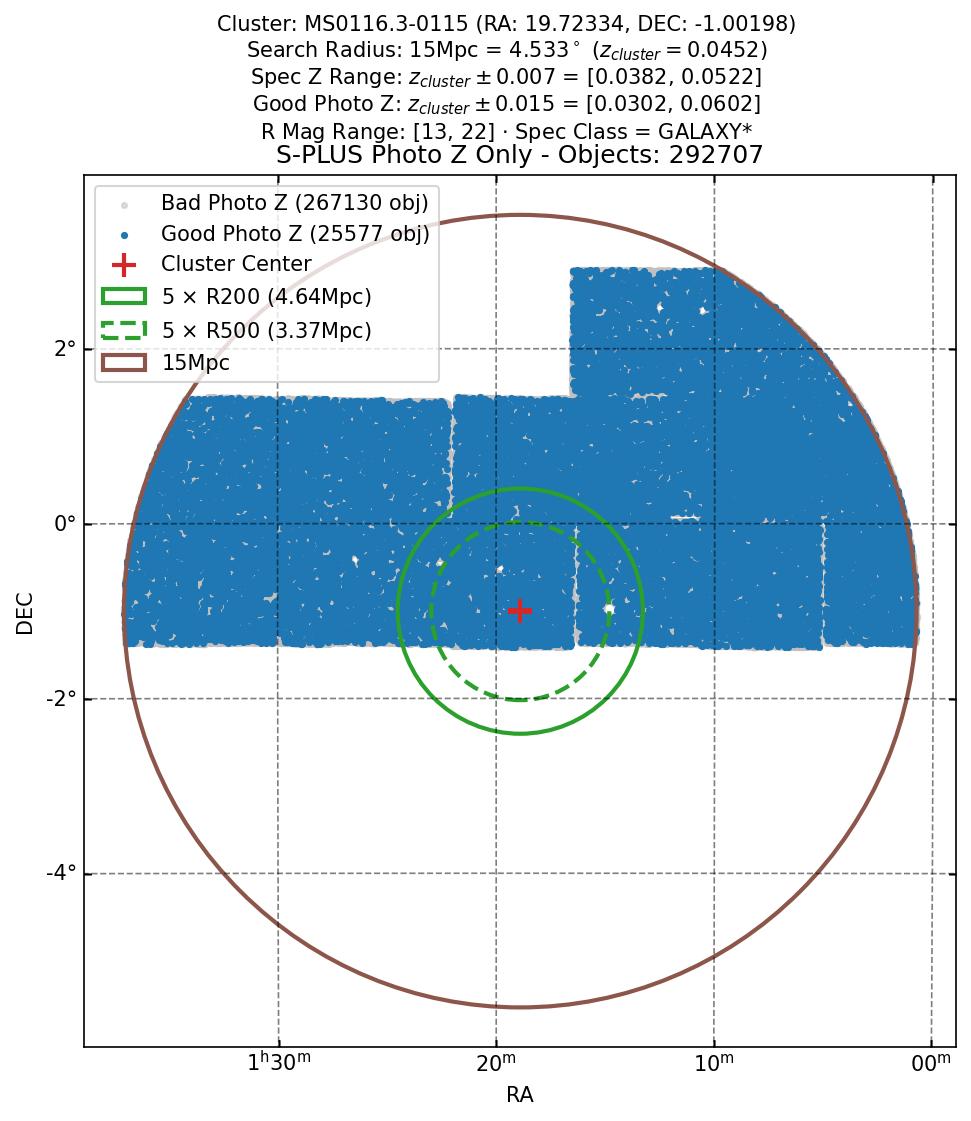 Cluster: MS0116.3-0115 (RA: 19.72334, DEC: -1.00198)
Search Radius: 15Mpc = 4.533° (z_cluster = 0.0452)
Spec Z Range: z_cluster ± 0.007 = [0.0382, 0.0522]
Good Photo Z: z_cluster ± 0.015 = [0.0302, 0.0602]
R Mag Range: [13, 22] · Spec Class = GALAXY*
S-PLUS Photo Z Only - Objects: 292707
Bad Photo Z (267130 obj)
Good Photo Z (25577 obj)
Cluster Center
5 × R200 (4.64Mpc)
5 × R500 (3.37Mpc)
15Mpc
2°
0°
-2°
-4°
DEC
1ʰ30ᵐ
20ᵐ
10ᵐ
00ᵐ
RA